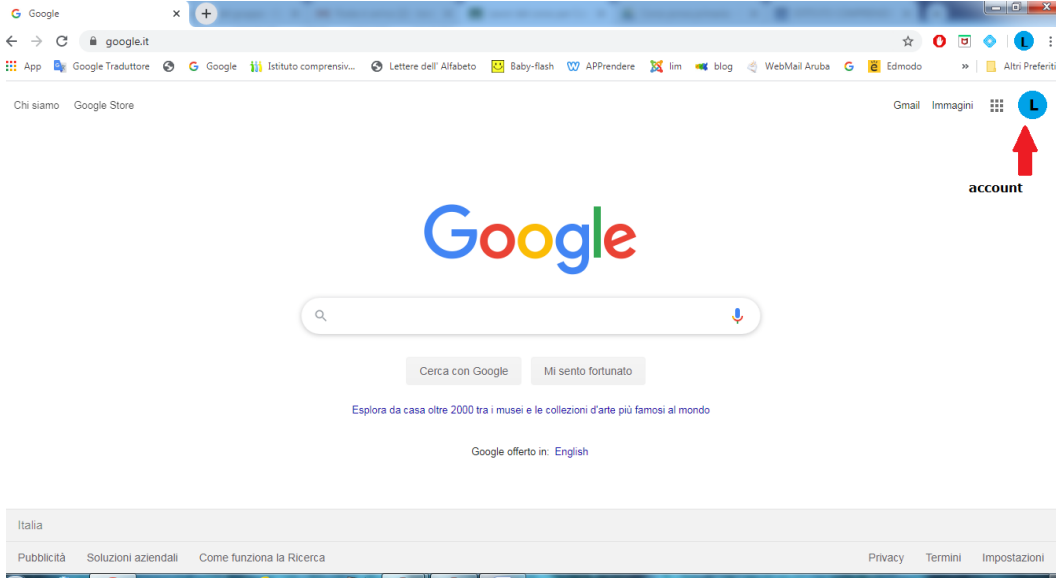 Google
google.it
App Google Traduttore Google Istituto comprensiv... Lettere dell' Alfabeto Baby-flash APPrendere lim blog WebMail Aruba Edmodo » Altri Preferiti
Chi siamo Google Store Gmail Immagini L
account
Google
Cerca con Google Mi sento fortunato
Esplora da casa oltre 2000 tra i musei e le collezioni d'arte più famosi al mondo
Google offerto in: English
Italia
Pubblicità Soluzioni aziendali Come funziona la Ricerca Privacy Termini Impostazioni